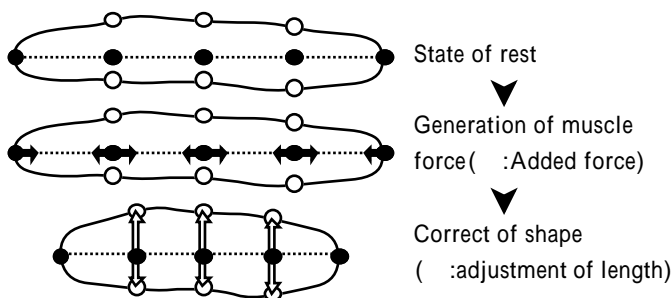 State of rest
Generation of muscle
force( :Added force)
Correct of shape
( :adjustment of length)